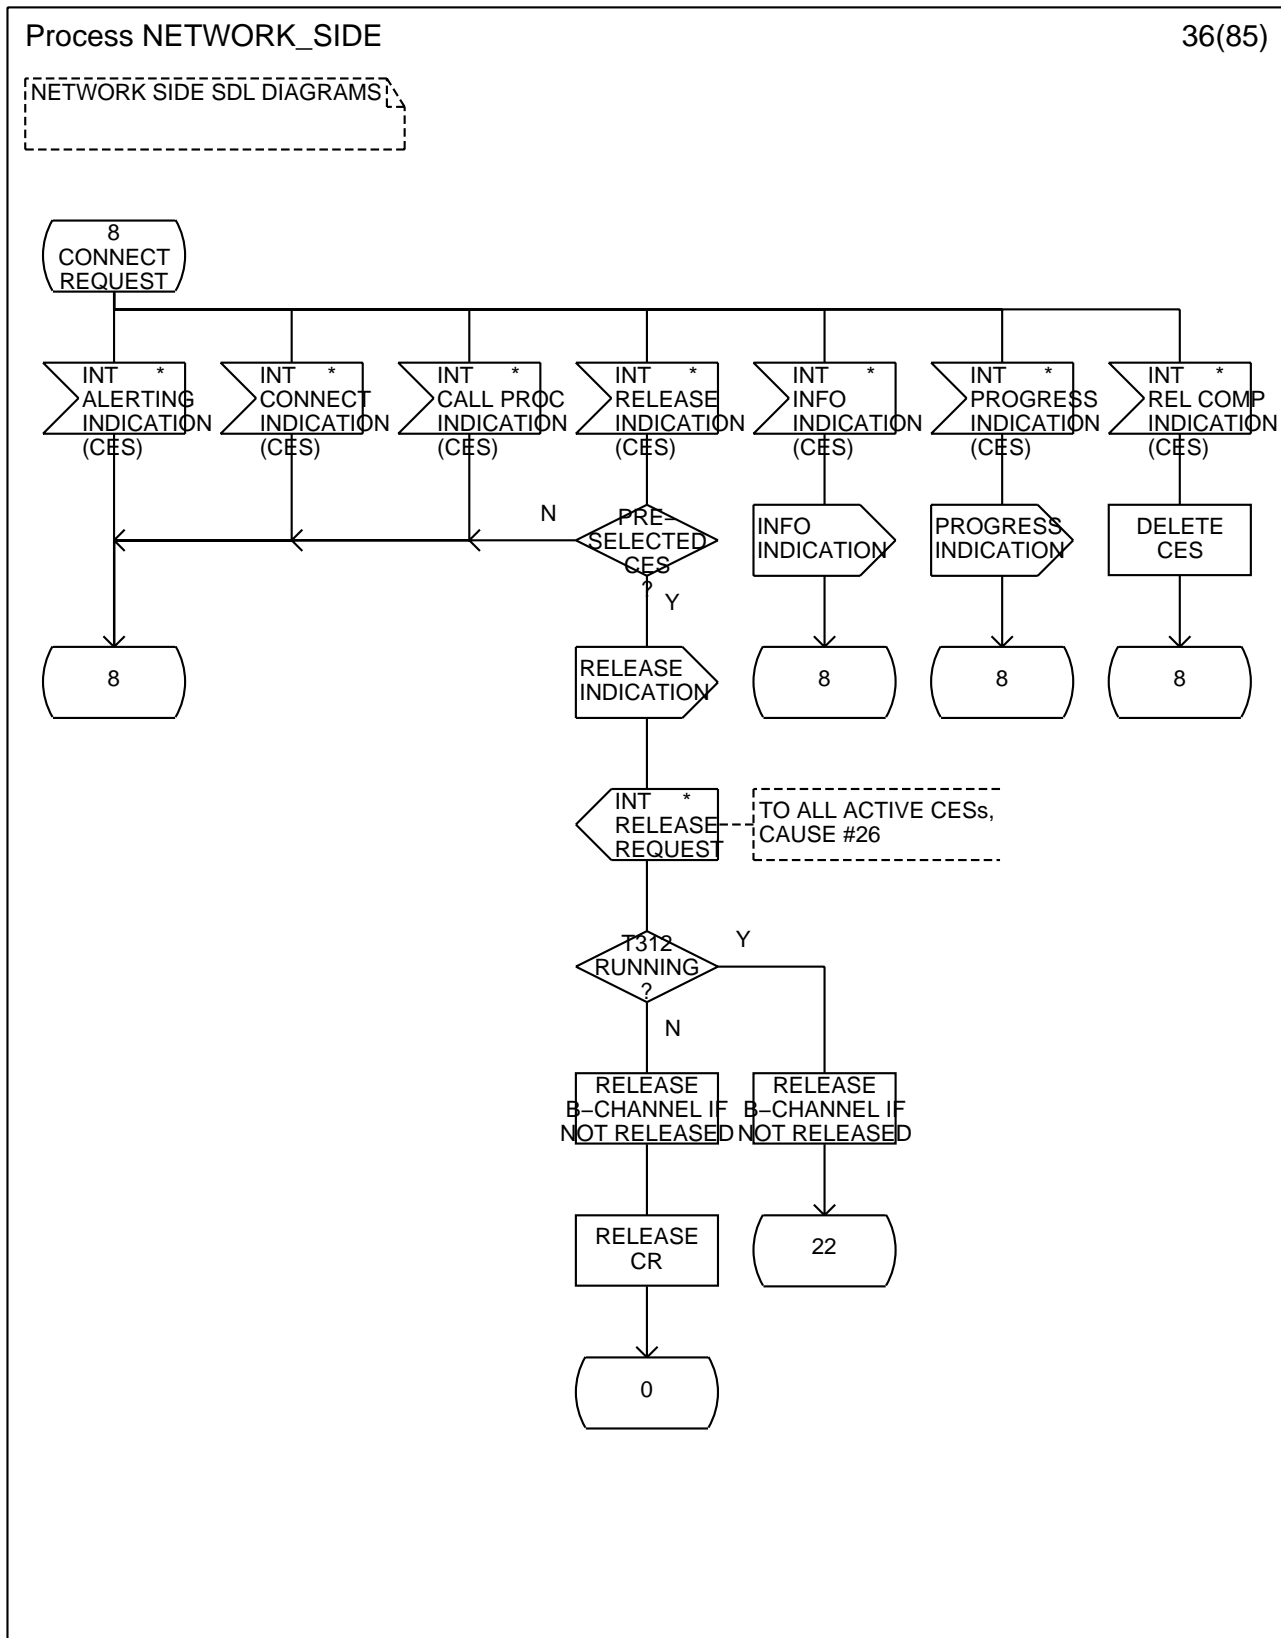 Process NETWORK_SIDE
36(85)
NETWORK SIDE SDL DIAGRAMS
8
CONNECT
REQUEST
INT *
ALERTING
INDICATION
(CES)
INT *
CONNECT
INDICATION
(CES)
INT *
CALL PROC
INDICATION
(CES)
INT *
RELEASE
INDICATION
(CES)
INT *
INFO
INDICATION
(CES)
INT *
PROGRESS
INDICATION
(CES)
INT *
REL COMP
INDICATION
(CES)
N
PRE–
SELECTED
CES
?
Y
INFO
INDICATION
PROGRESS
INDICATION
DELETE
CES
8
RELEASE
INDICATION
8
8
8
INT *
RELEASE
REQUEST
TO ALL ACTIVE CESs,
CAUSE #26
T312
RUNNING
?
Y
N
RELEASE
B–CHANNEL IF
NOT RELEASED
RELEASE
B–CHANNEL IF
NOT RELEASED
RELEASE
CR
22
0